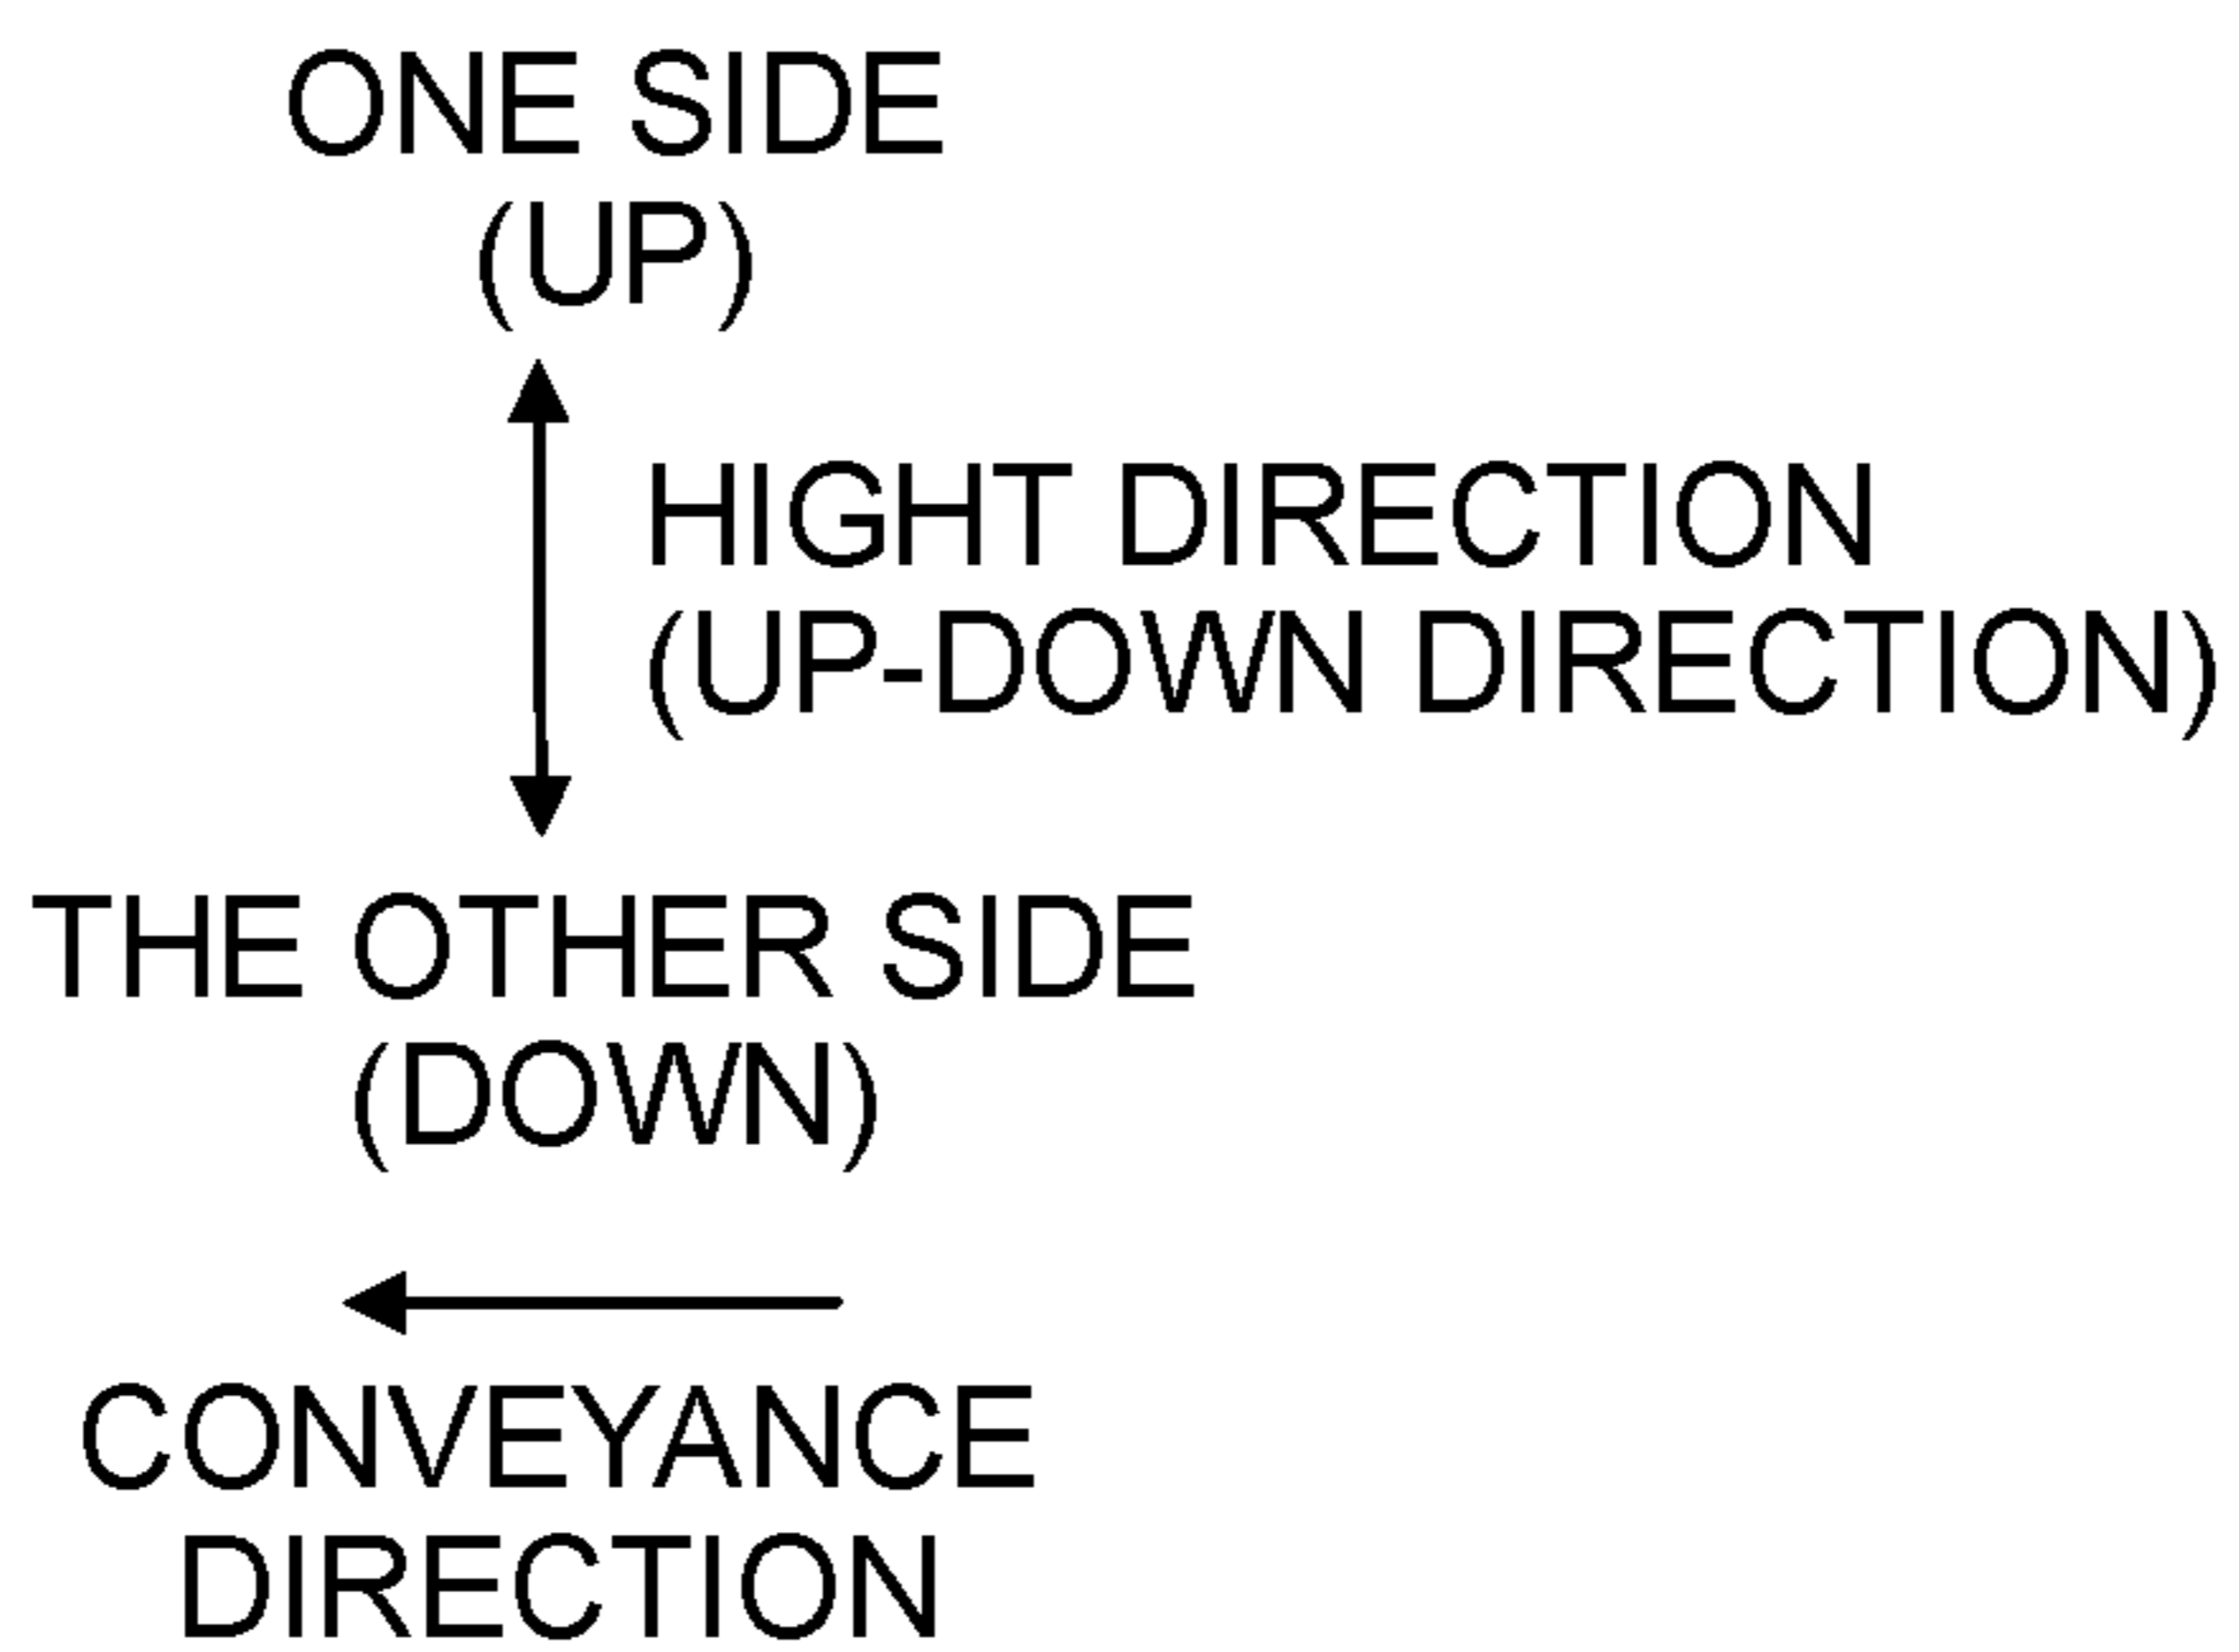 ONE SIDE
(UP)
HIGHT DIRECTION
(UP-DOWN DIRECTION)
THE OTHER SIDE
(DOWN)
CONVEYANCE
DIRECTION